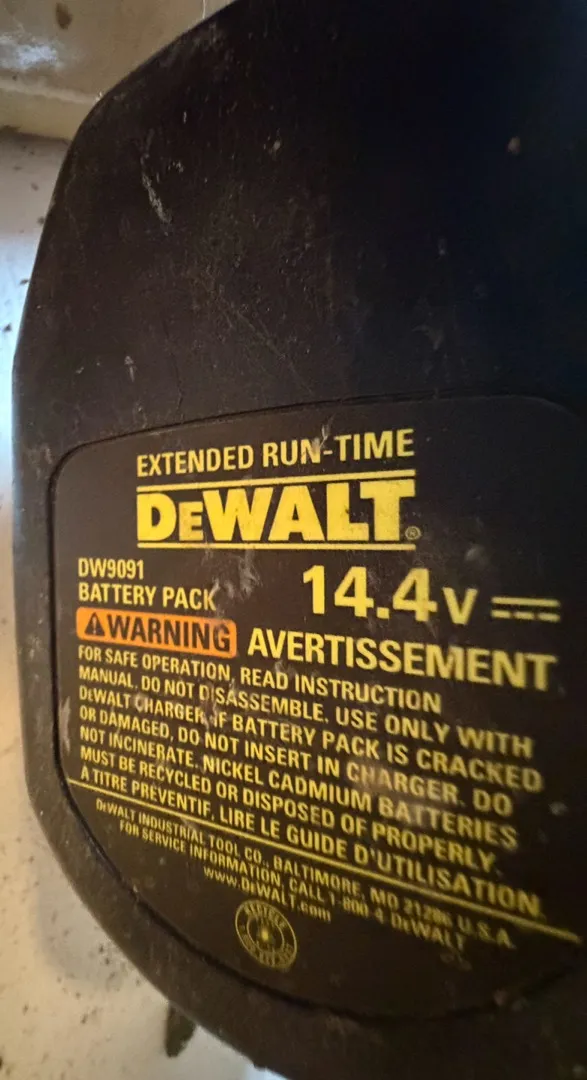 EXTENDED RUN-TIME
DEWALT®
DW9091
BATTERY PACK
14.4V
WARNING AVERTISSEMENT
FOR SAFE OPERATION, READ INSTRUCTION
MANUAL. DO NOT DISASSEMBLE. USE ONLY WITH
DEWALT CHARGER. IF BATTERY PACK IS CRACKED
OR DAMAGED, DO NOT INSERT IN CHARGER. DO
NOT INCINERATE. NICKEL CADMIUM BATTERIES
MUST BE RECYCLED OR DISPOSED OF PROPERLY.
À TITRE PRÉVENTIF, LIRE LE GUIDE D'UTILISATION.
DEWALT INDUSTRIAL TOOL CO., BALTIMORE, MD 21286 U.S.A.
FOR SERVICE INFORMATION, CALL 1-800-4-DEWALT
www.DEWALT.com